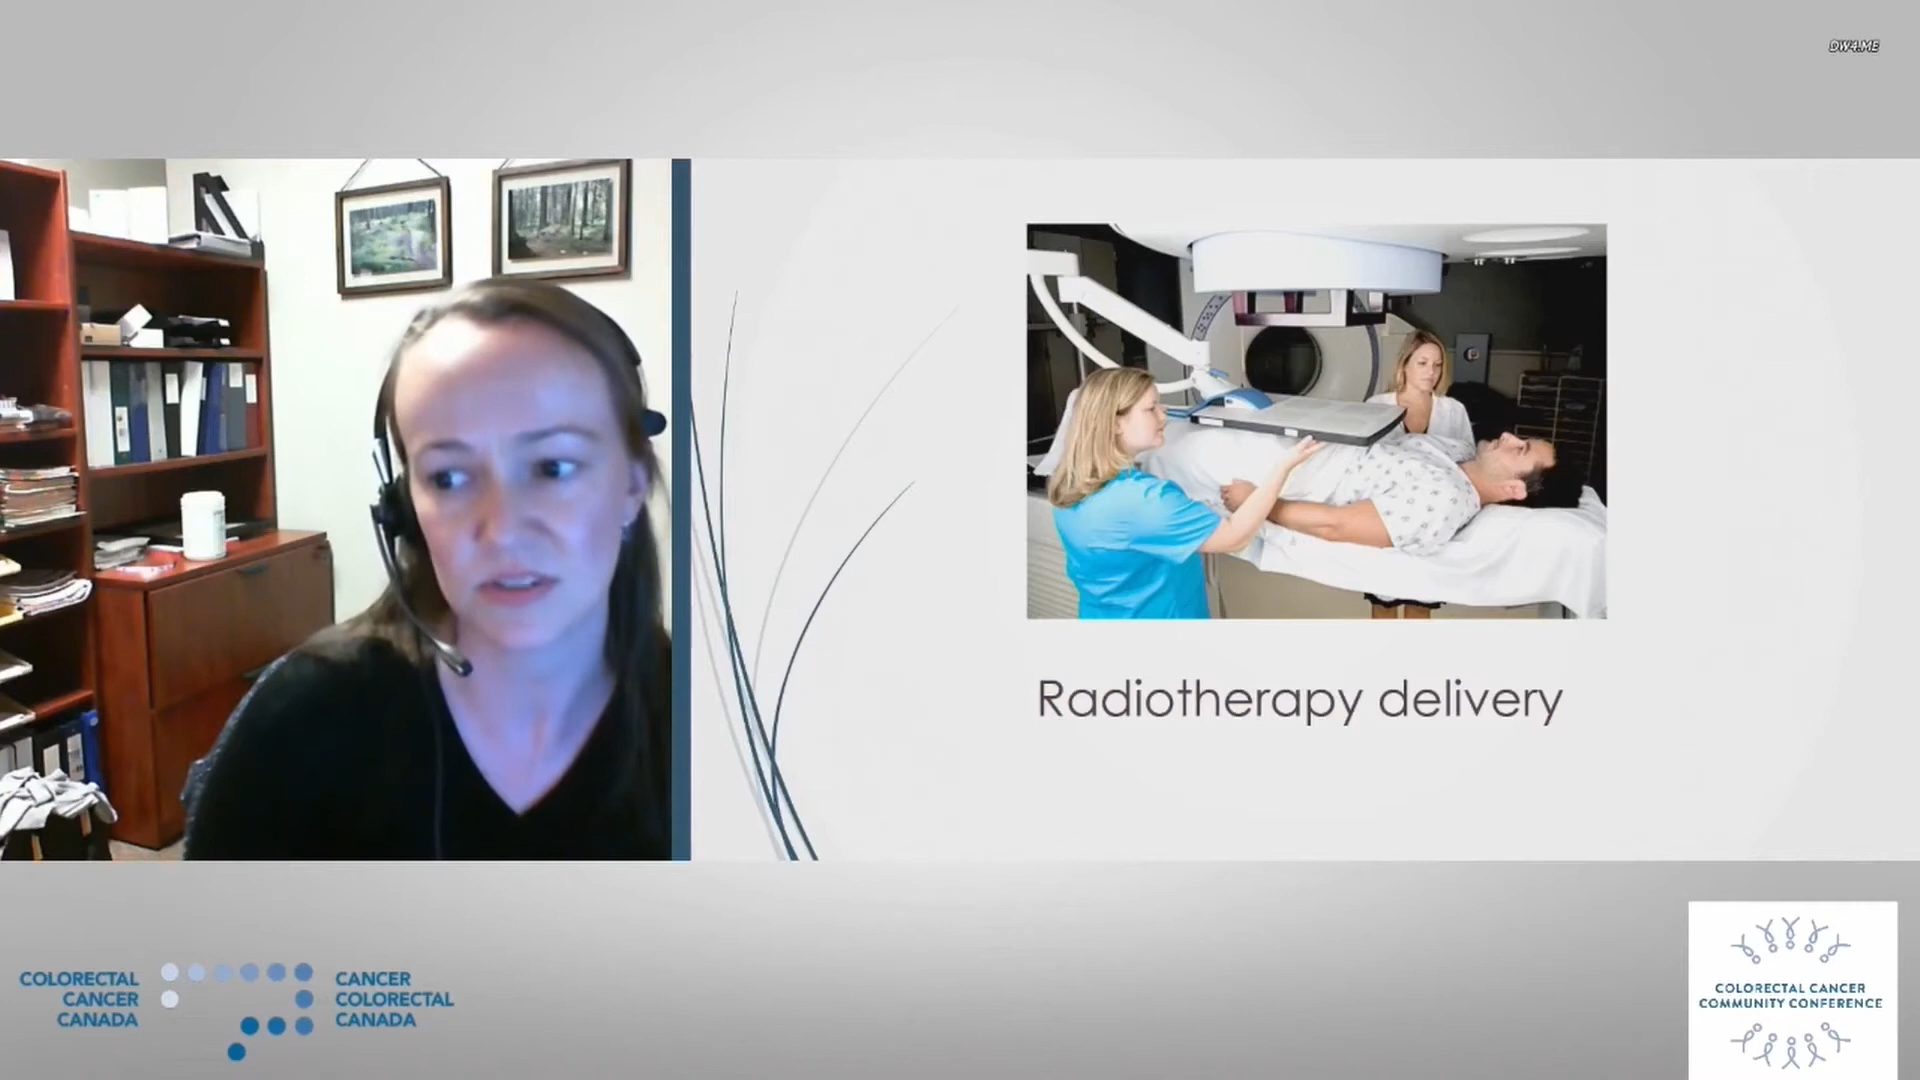 DW4.ME
Radiotherapy delivery
COLORECTAL
CANCER
CANADA
CANCER
COLORECTAL
CANADA
COLORECTAL CANCER
COMMUNITY CONFERENCE